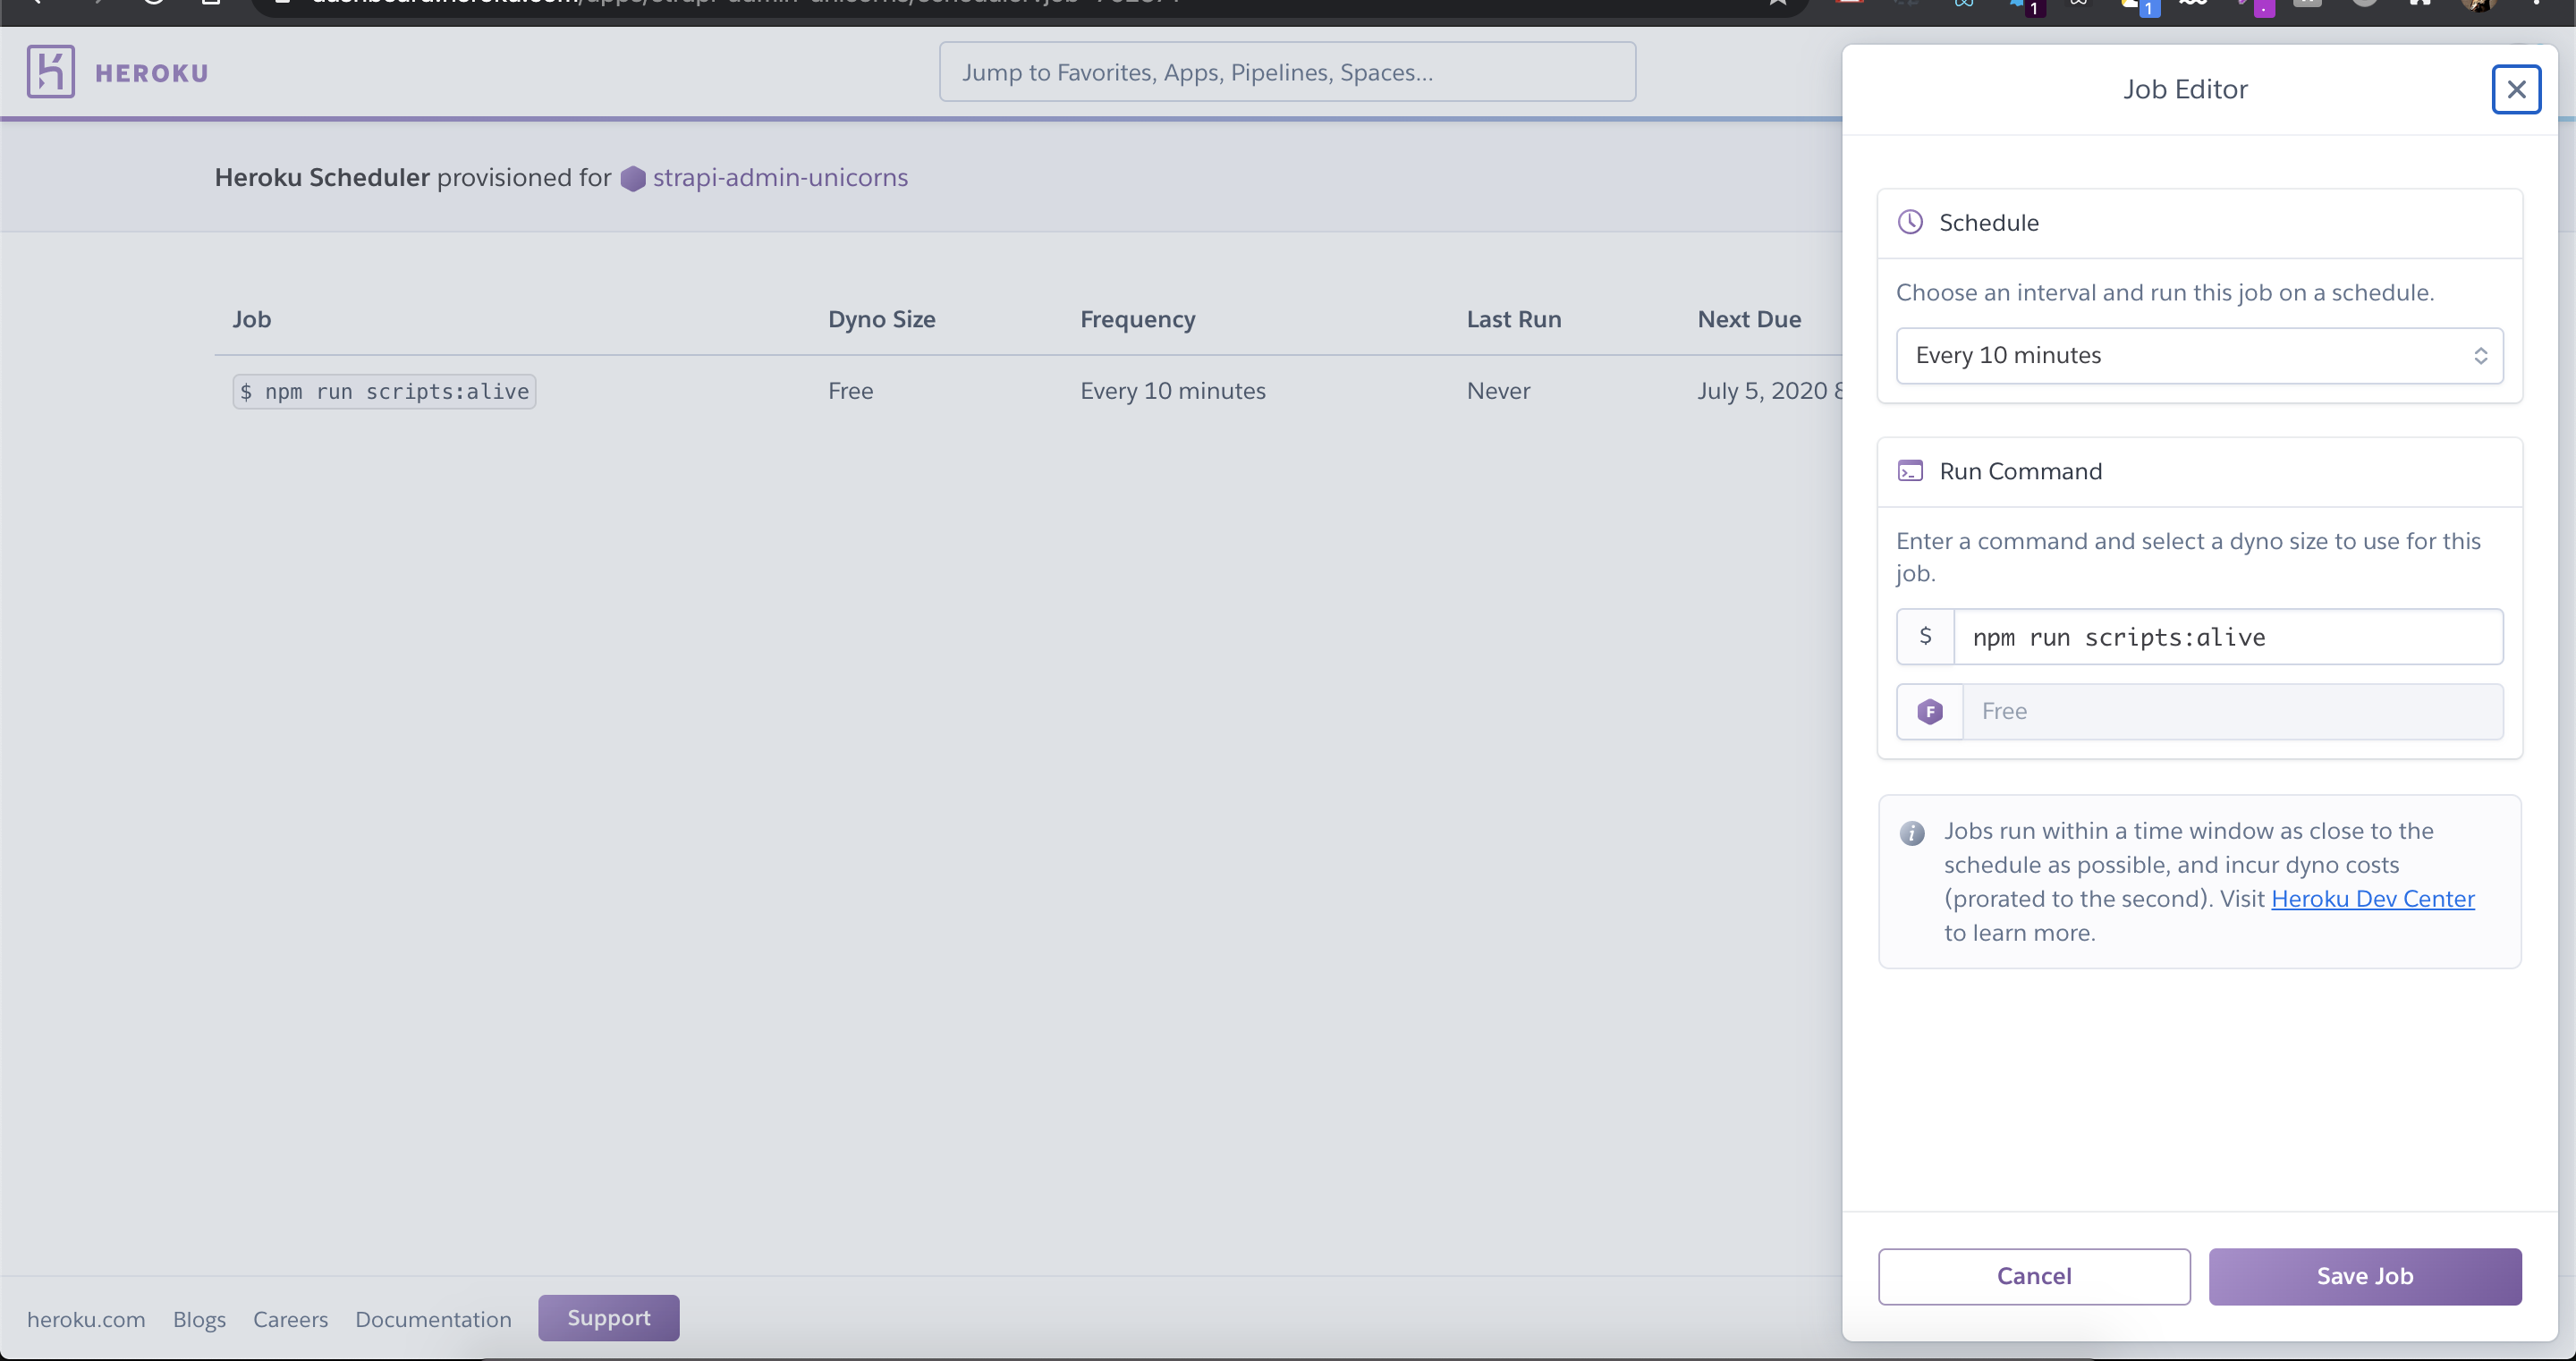 HEROKU
Jump to Favorites, Apps, Pipelines, Spaces...
Heroku Scheduler provisioned for strapi-admin-unicorns
Job Dyno Size Frequency Last Run Next Due
$ npm run scripts:alive Free Every 10 minutes Never July 5, 2020 8
Job Editor
Schedule
Choose an interval and run this job on a schedule.
Every 10 minutes
Run Command
Enter a command and select a dyno size to use for this
job.
$ npm run scripts:alive
F Free
Jobs run within a time window as close to the
schedule as possible, and incur dyno costs
(prorated to the second). Visit Heroku Dev Center
to learn more.
Cancel Save Job
heroku.com Blogs Careers Documentation Support